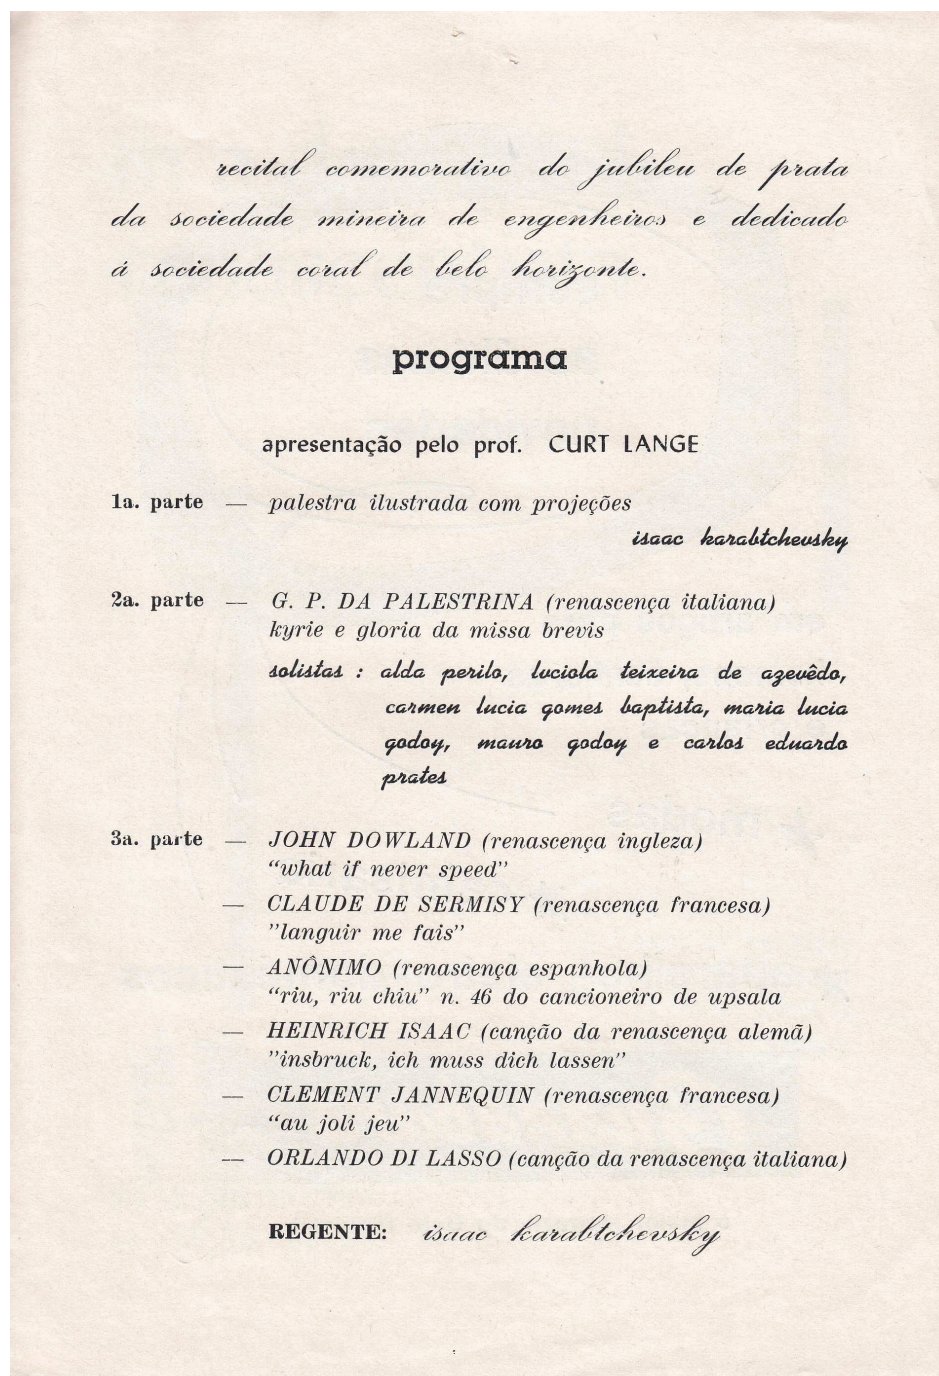 recital comemorativo do jubileu de prata
da sociedade mineira de engenheiros e dedicado
á sociedade coral de belo horizonte.
programa
apresentação pelo prof. CURT LANGE
1a. parte — palestra ilustrada com projeções
isaac karabtchevsky
2a. parte — G. P. DA PALESTRINA (renascença italiana)
kyrie e gloria da missa brevis
solistas : alda perilo, luciola teixeira de azevêdo,
carmen lucia gomes baptista, maria lucia
godoy, mauro godoy e carlos eduardo
prates
3a. parte — JOHN DOWLAND (renascença ingleza)
“what if never speed”
— CLAUDE DE SERMISY (renascença francesa)
”languir me fais”
— ANÔNIMO (renascença espanhola)
“riu, riu chiu” n. 46 do cancioneiro de upsala
— HEINRICH ISAAC (canção da renascença alemã)
”insbruck, ich muss dich lassen”
— CLEMENT JANNEQUIN (renascença francesa)
“au joli jeu”
— ORLANDO DI LASSO (canção da renascença italiana)
REGENTE: isaac karabtchevsky